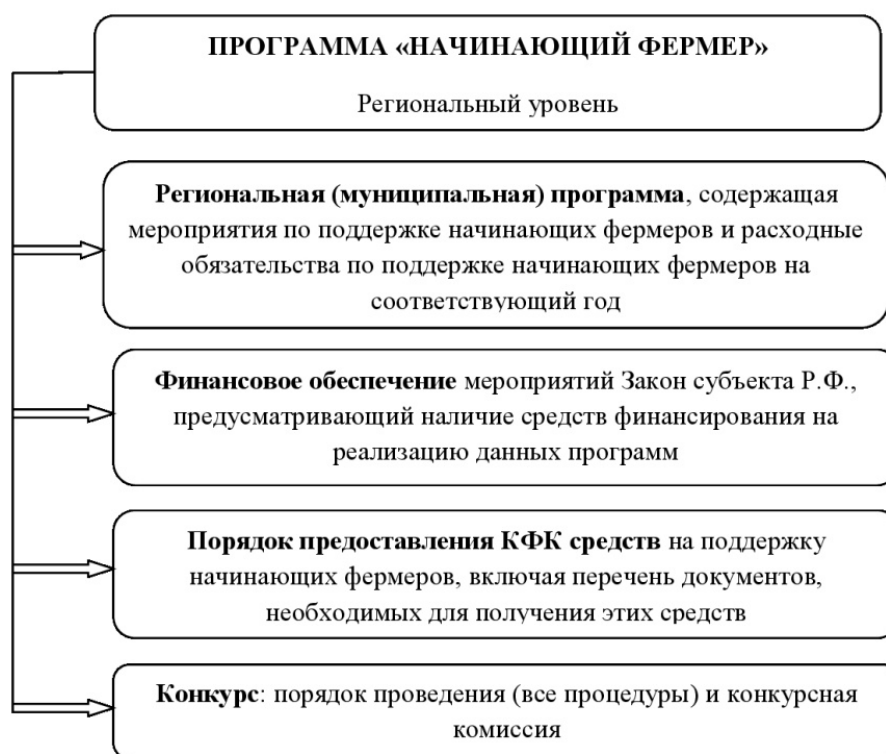 ПРОГРАММА «НАЧИНАЮЩИЙ ФЕРМЕР»
Региональный уровень
Региональная (муниципальная) программа, содержащая
мероприятия по поддержке начинающих фермеров и расходные
обязательства по поддержке начинающих фермеров на
соответствующий год
Финансовое обеспечение мероприятий Закон субъекта Р.Ф.,
предусматривающий наличие средств финансирования на
реализацию данных программ
Порядок предоставления КФК средств на поддержку
начинающих фермеров, включая перечень документов,
необходимых для получения этих средств
Конкурс: порядок проведения (все процедуры) и конкурсная
комиссия